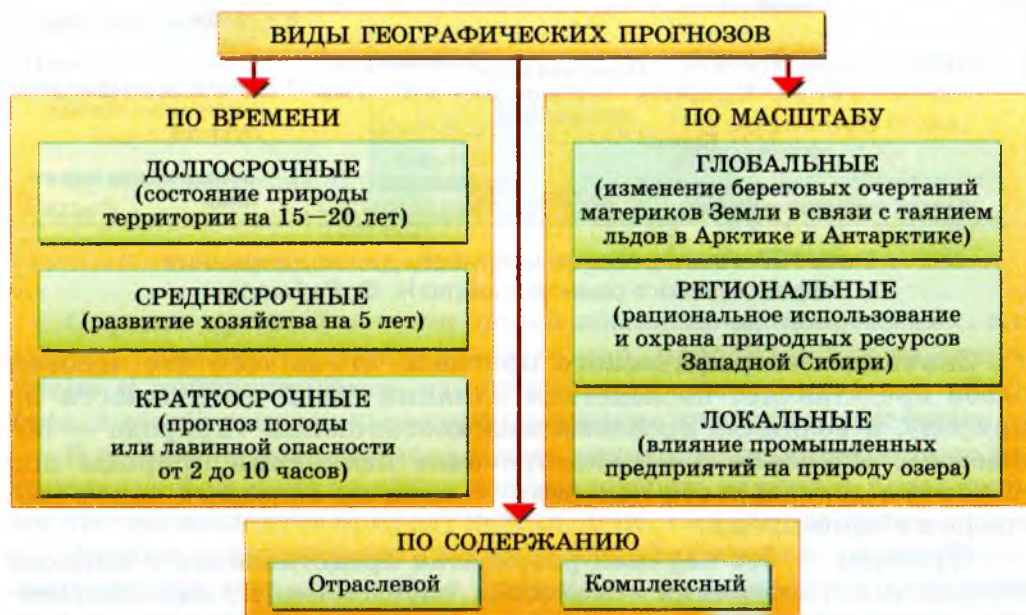 ВИДЫ ГЕОГРАФИЧЕСКИХ ПРОГНОЗОВ
ПО ВРЕМЕНИ
ДОЛГОСРОЧНЫЕ
(состояние природы
территории на 15—20 лет)
СРЕДНЕСРОЧНЫЕ
(развитие хозяйства на 5 лет)
КРАТКОСРОЧНЫЕ
(прогноз погоды
или лавинной опасности
от 2 до 10 часов)
ПО МАСШТАБУ
ГЛОБАЛЬНЫЕ
(изменение береговых очертаний
материков Земли в связи с таянием
льдов в Арктике и Антарктике)
РЕГИОНАЛЬНЫЕ
(рациональное использование
и охрана природных ресурсов
Западной Сибири)
ЛОКАЛЬНЫЕ
(влияние промышленных
предприятий на природу озера)
ПО СОДЕРЖАНИЮ
Отраслевой
Комплексный